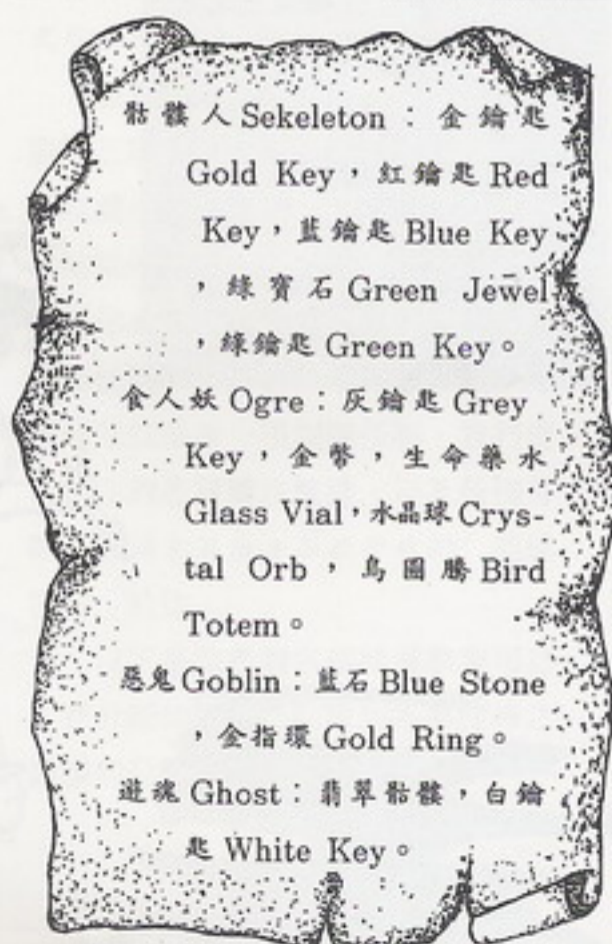 骷髏人 Sekeleton：金鑰匙
Gold Key，紅鑰匙 Red
Key，藍鑰匙 Blue Key
，綠寶石 Green Jewel
，綠鑰匙 Green Key。
食人妖 Ogre：灰鑰匙 Grey
Key，金幣，生命藥水
Glass Vial，水晶球 Crys-
tal Orb，鳥圖騰 Bird
Totem。
惡鬼 Goblin：藍石 Blue Stone
，金指環 Gold Ring。
遊魂 Ghost：翡翠骷髏，白鑰
匙 White Key。